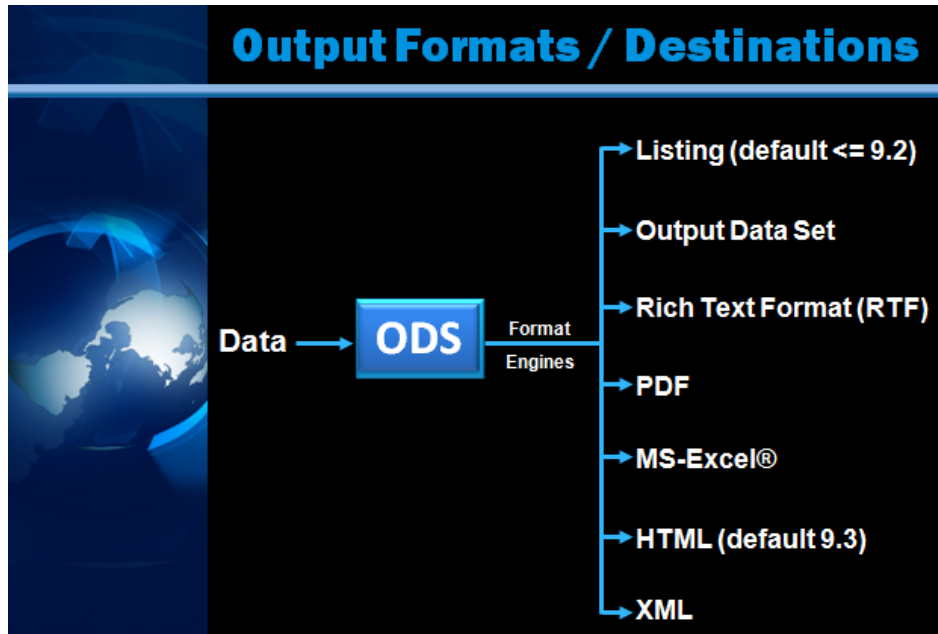 Output Formats / Destinations
Listing (default <= 9.2)
Output Data Set
Rich Text Format (RTF)
Data
ODS
Format
Engines
PDF
MS-Excel®
HTML (default 9.3)
XML